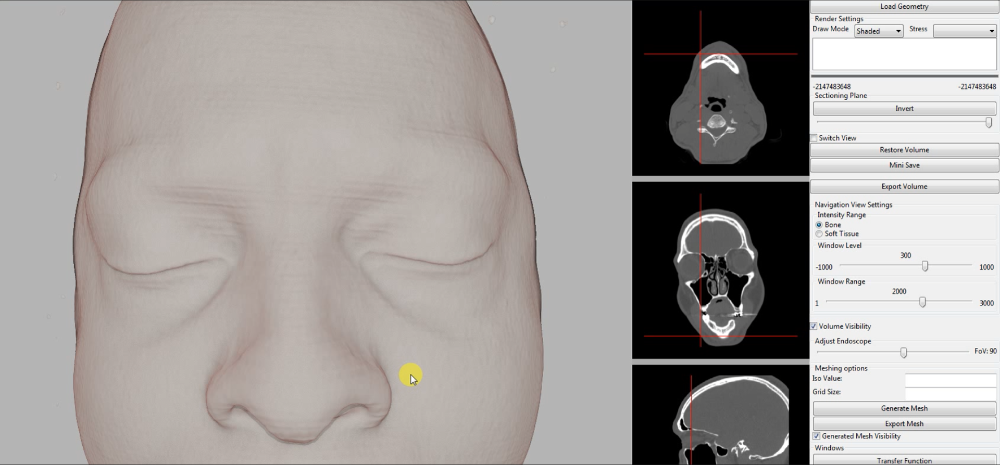 Load Geometry
Render Settings
Draw Mode Shaded Stress
-2147483648 -2147483648
Sectioning Plane
Invert
Switch View
Restore Volume
Mini Save
Export Volume
Navigation View Settings
Intensity Range
Bone
Soft Tissue
Window Level
300
-1000 1000
Window Range
2000
1 3000
Volume Visibility
Adjust Endoscope
FoV: 90
Meshing options
Iso Value:
Grid Size:
Generate Mesh
Export Mesh
Generated Mesh Visibility
Windows
Transfer Function